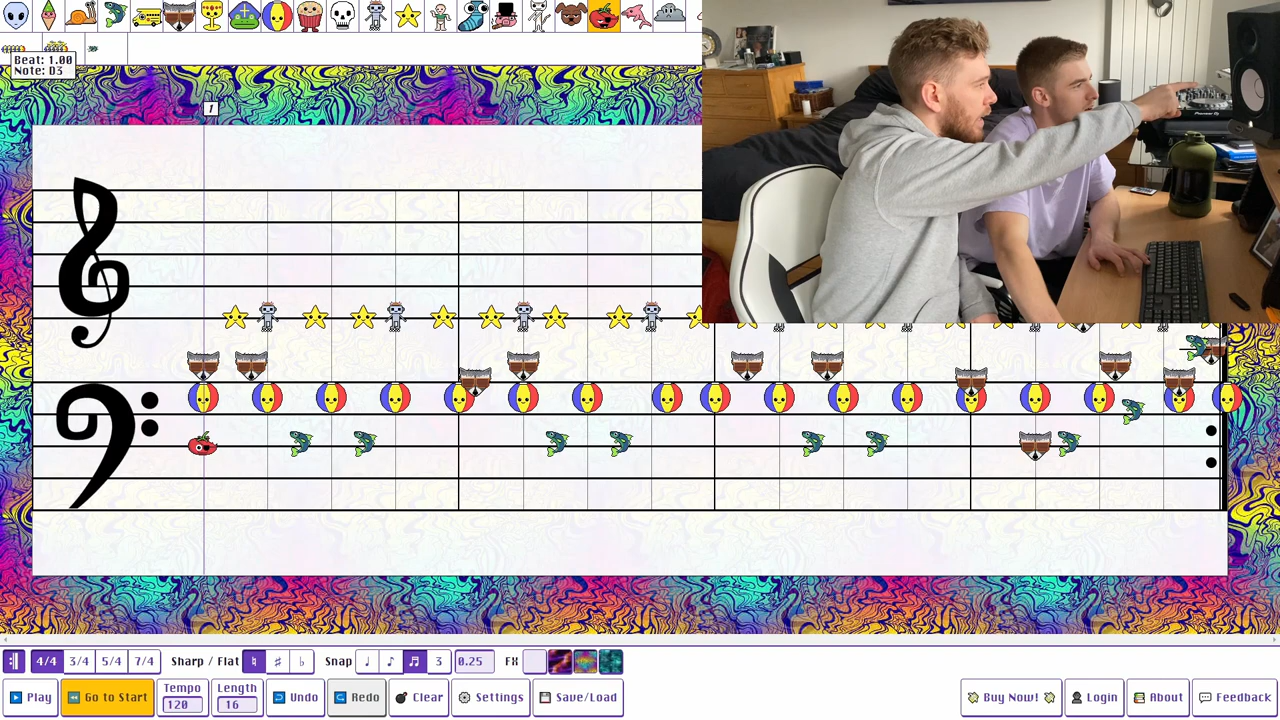 Beat: 1.00
Note: D3
1
4/4 3/4 5/4 7/4 Sharp / Flat ♮ ♯ ♭ Snap ♩ ♪ ♬ 3 0.25 FX
Play Go to Start Tempo 120 Length 16 Undo Redo Clear Settings Save/Load Buy Now! Login About Feedback